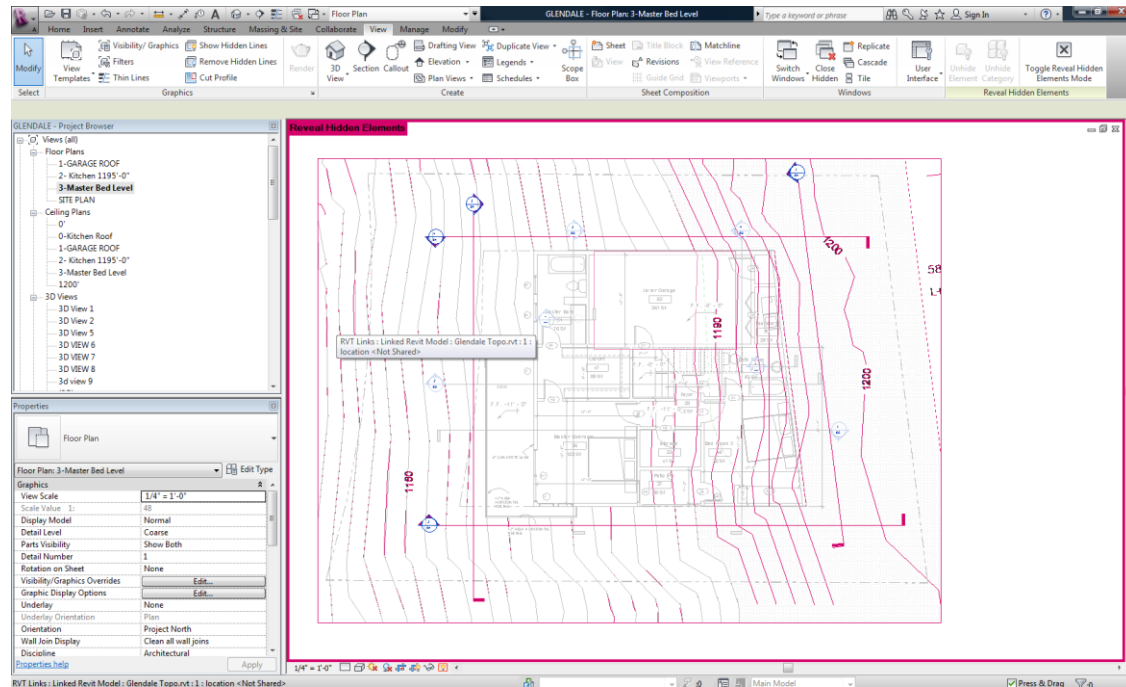 Floor Plan
GLENDALE - Floor Plan: 3-Master Bed Level
Type a keyword or phrase
Sign In
Home Insert Annotate Analyze Structure Massing & Site Collaborate View Manage Modify
Modify
View Templates
Visibility/ Graphics
Filters
Thin Lines
Show Hidden Lines
Remove Hidden Lines
Cut Profile
Render
3D View
Section
Callout
Drafting View
Elevation
Plan Views
Duplicate View
Legends
Schedules
Scope Box
Sheet
View
Title Block
Revisions
Guide Grid
Matchline
View Reference
Viewports
Switch Windows
Close Hidden
Replicate
Cascade
Tile
User Interface
Unhide Element
Unhide Category
Toggle Reveal Hidden Elements Mode
Select
Graphics
Create
Sheet Composition
Windows
Reveal Hidden Elements
GLENDALE - Project Browser
Views (all)
Floor Plans
1-GARAGE ROOF
2- Kitchen 1195'-0"
3-Master Bed Level
SITE PLAN
Ceiling Plans
0'
0-Kitchen Roof
1-GARAGE ROOF
2- Kitchen 1195'-0"
3-Master Bed Level
1200'
3D Views
3D View 1
3D View 2
3D View 5
3D VIEW 6
3D VIEW 7
3D VIEW 8
3d view 9
Properties
Floor Plan
Floor Plan: 3-Master Bed Level
Edit Type
Graphics
View Scale 1/4" = 1'-0"
Scale Value 1: 48
Display Model Normal
Detail Level Coarse
Parts Visibility Show Both
Detail Number 1
Rotation on Sheet None
Visibility/Graphics Overrides Edit...
Graphic Display Options Edit...
Underlay None
Underlay Orientation Plan
Orientation Project North
Wall Join Display Clean all wall joins
Discipline Architectural
Properties help
Apply
Reveal Hidden Elements
1200
58
1190
1200
1180
RVT Links : Linked Revit Model : Glendale Topo.rvt : 1 :
location <Not Shared>
1/4" = 1'-0"
RVT Links : Linked Revit Model : Glendale Topo.rvt : 1 : location <Not Shared>
:0
Main Model
Press & Drag
:0